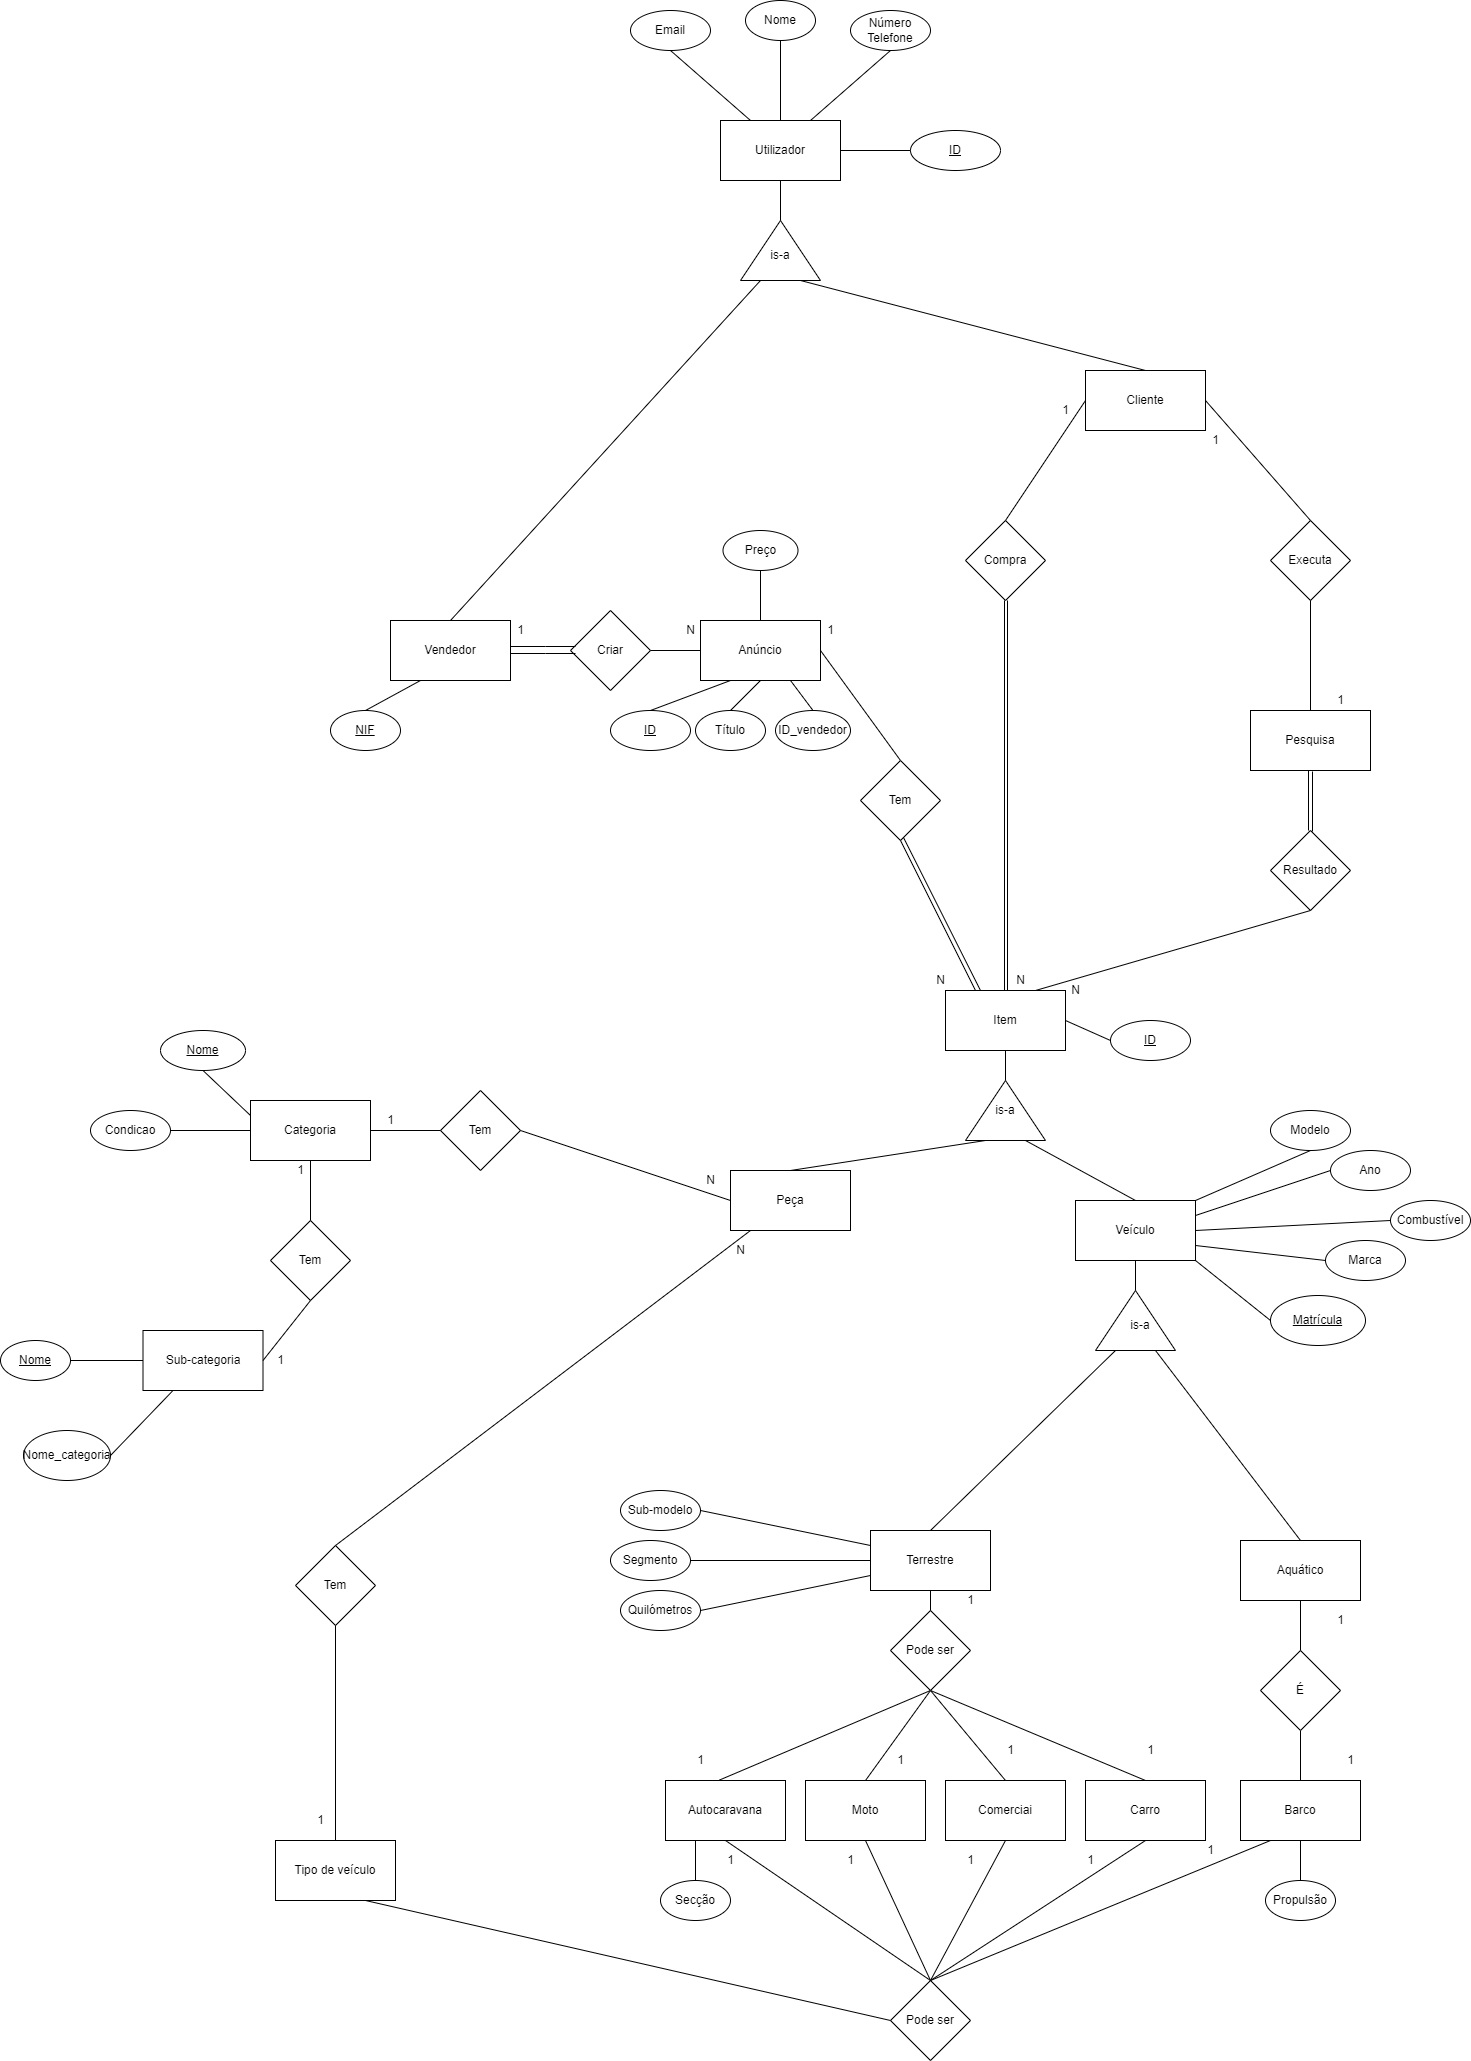 Nome
Email
Número
Telefone
Utilizador
ID
is-a
Cliente
1
1
Preço
Compra
Executa
1
N
1
Vendedor
Criar
Anúncio
1
NIF
ID
Título
ID_vendedor
Pesquisa
Tem
Resultado
N
N
N
Item
ID
Nome
is-a
1
Condicao
Categoria
Tem
Modelo
1
Ano
N
Peça
Combustível
Veículo
N
Tem
Marca
Matrícula
is-a
Nome
Sub-categoria
1
Nome_categoria
Sub-modelo
Segmento
Terrestre
Aquático
Tem
1
Quilómetros
1
Pode ser
É
1
1
1
1
1
Autocaravana
Moto
Comerciai
Carro
Barco
1
1
1
1
1
1
Tipo de veículo
Secção
Propulsão
Pode ser